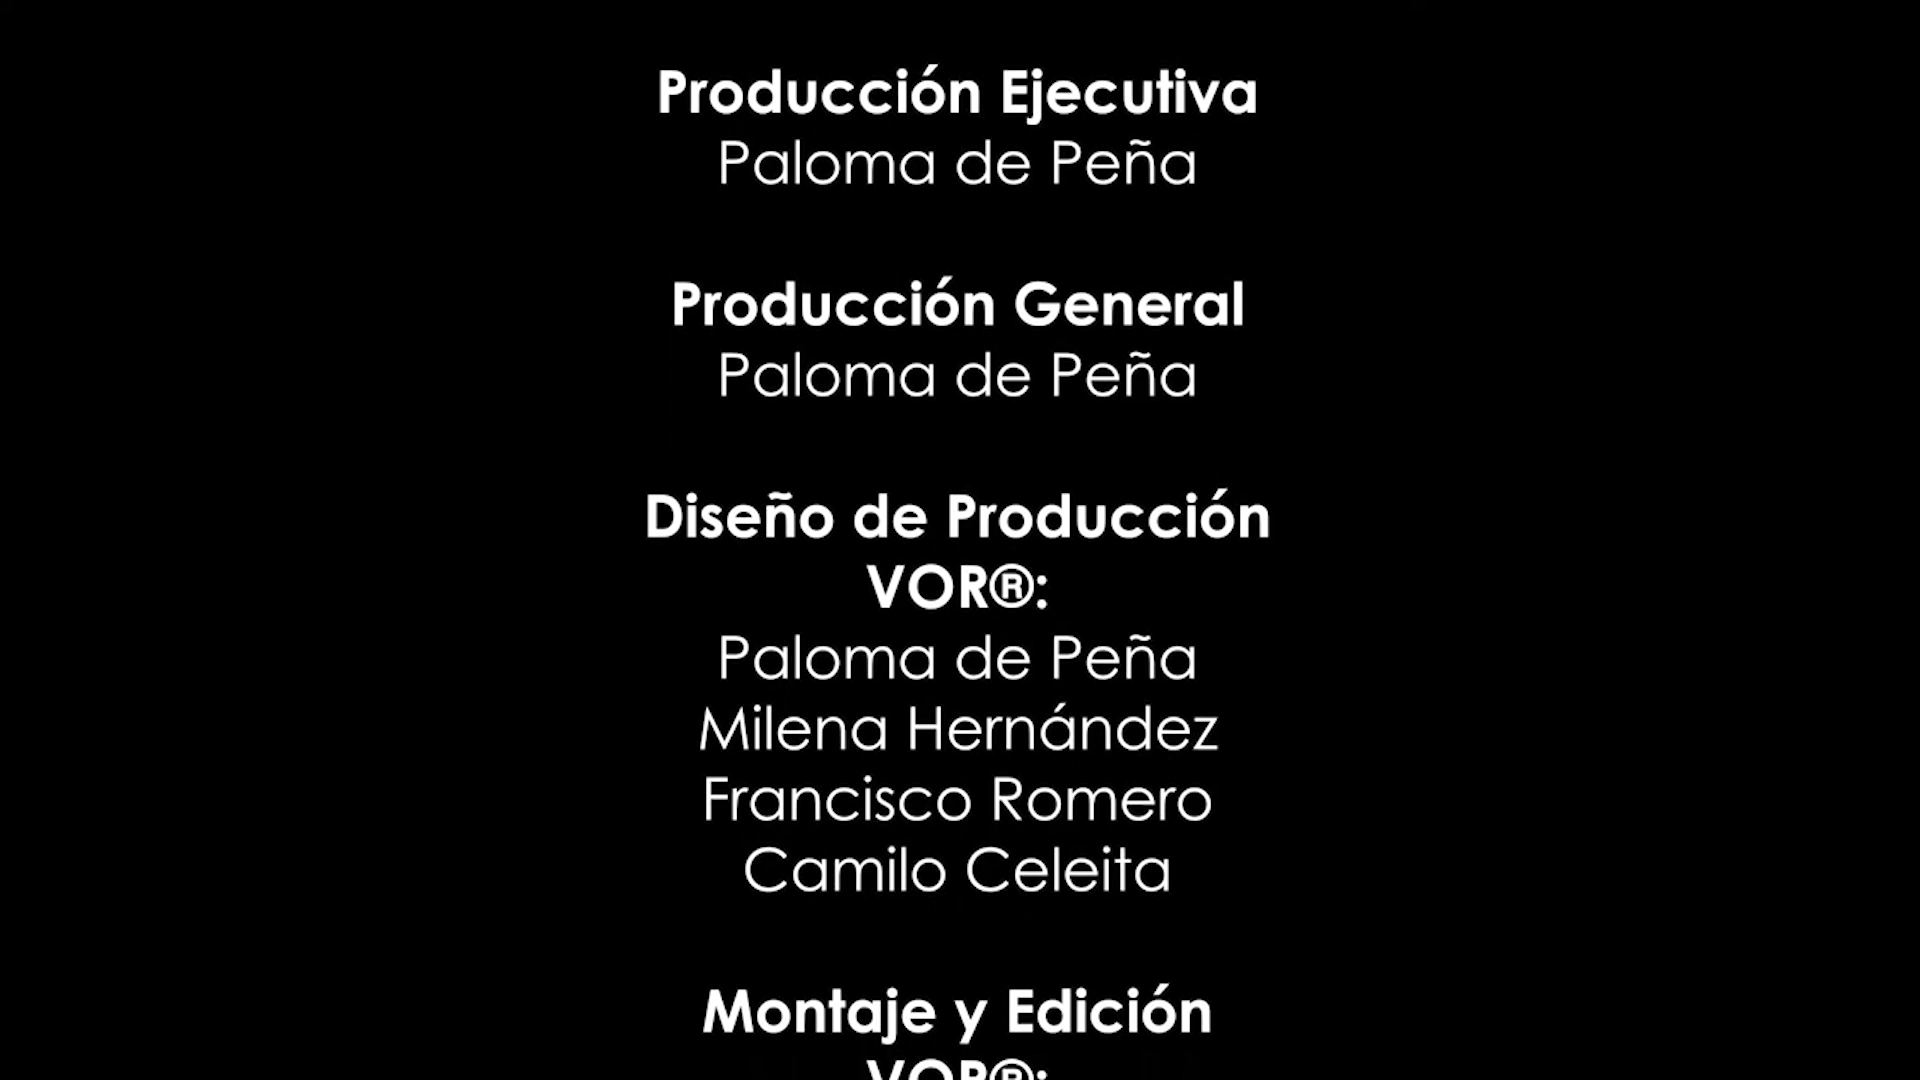 Producción Ejecutiva
Paloma de Peña
Producción General
Paloma de Peña
Diseño de Producción
VOR®:
Paloma de Peña
Milena Hernández
Francisco Romero
Camilo Celeita
Montaje y Edición
VOR®: